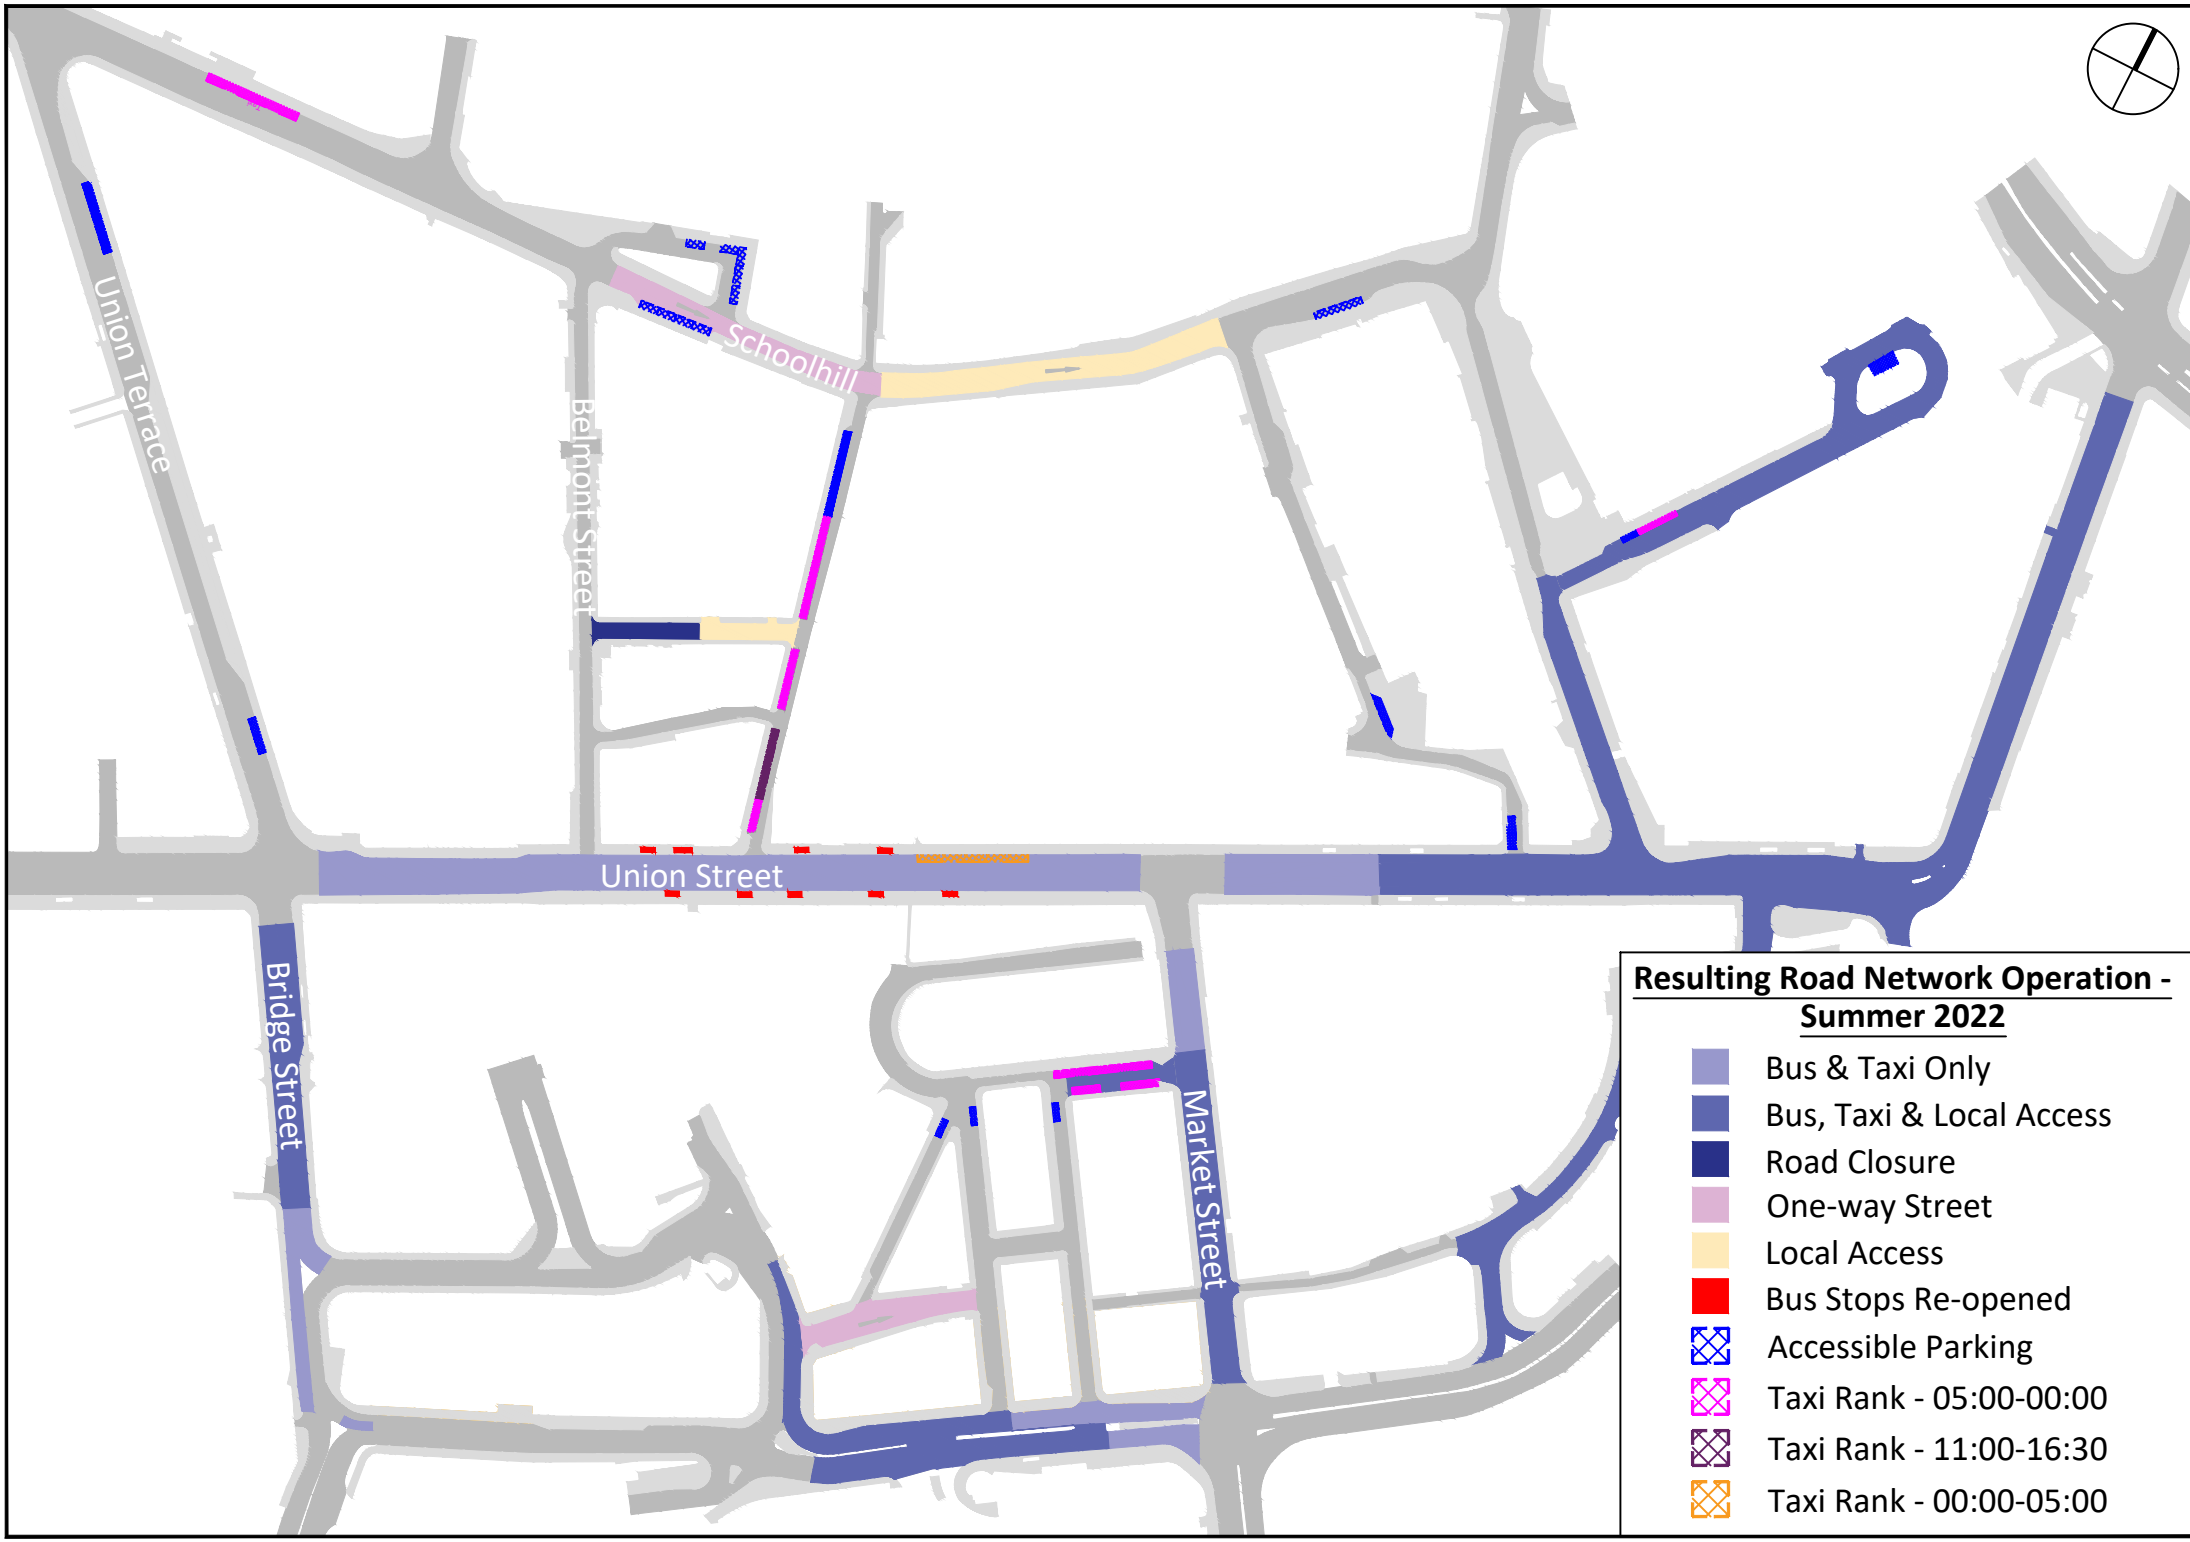 Union Terrace
Schoolhill
Belmont Street
Union Street
Bridge Street
Market Street
Resulting Road Network Operation -
Summer 2022
Bus & Taxi Only
Bus, Taxi & Local Access
Road Closure
One-way Street
Local Access
Bus Stops Re-opened
Accessible Parking
Taxi Rank - 05:00-00:00
Taxi Rank - 11:00-16:30
Taxi Rank - 00:00-05:00